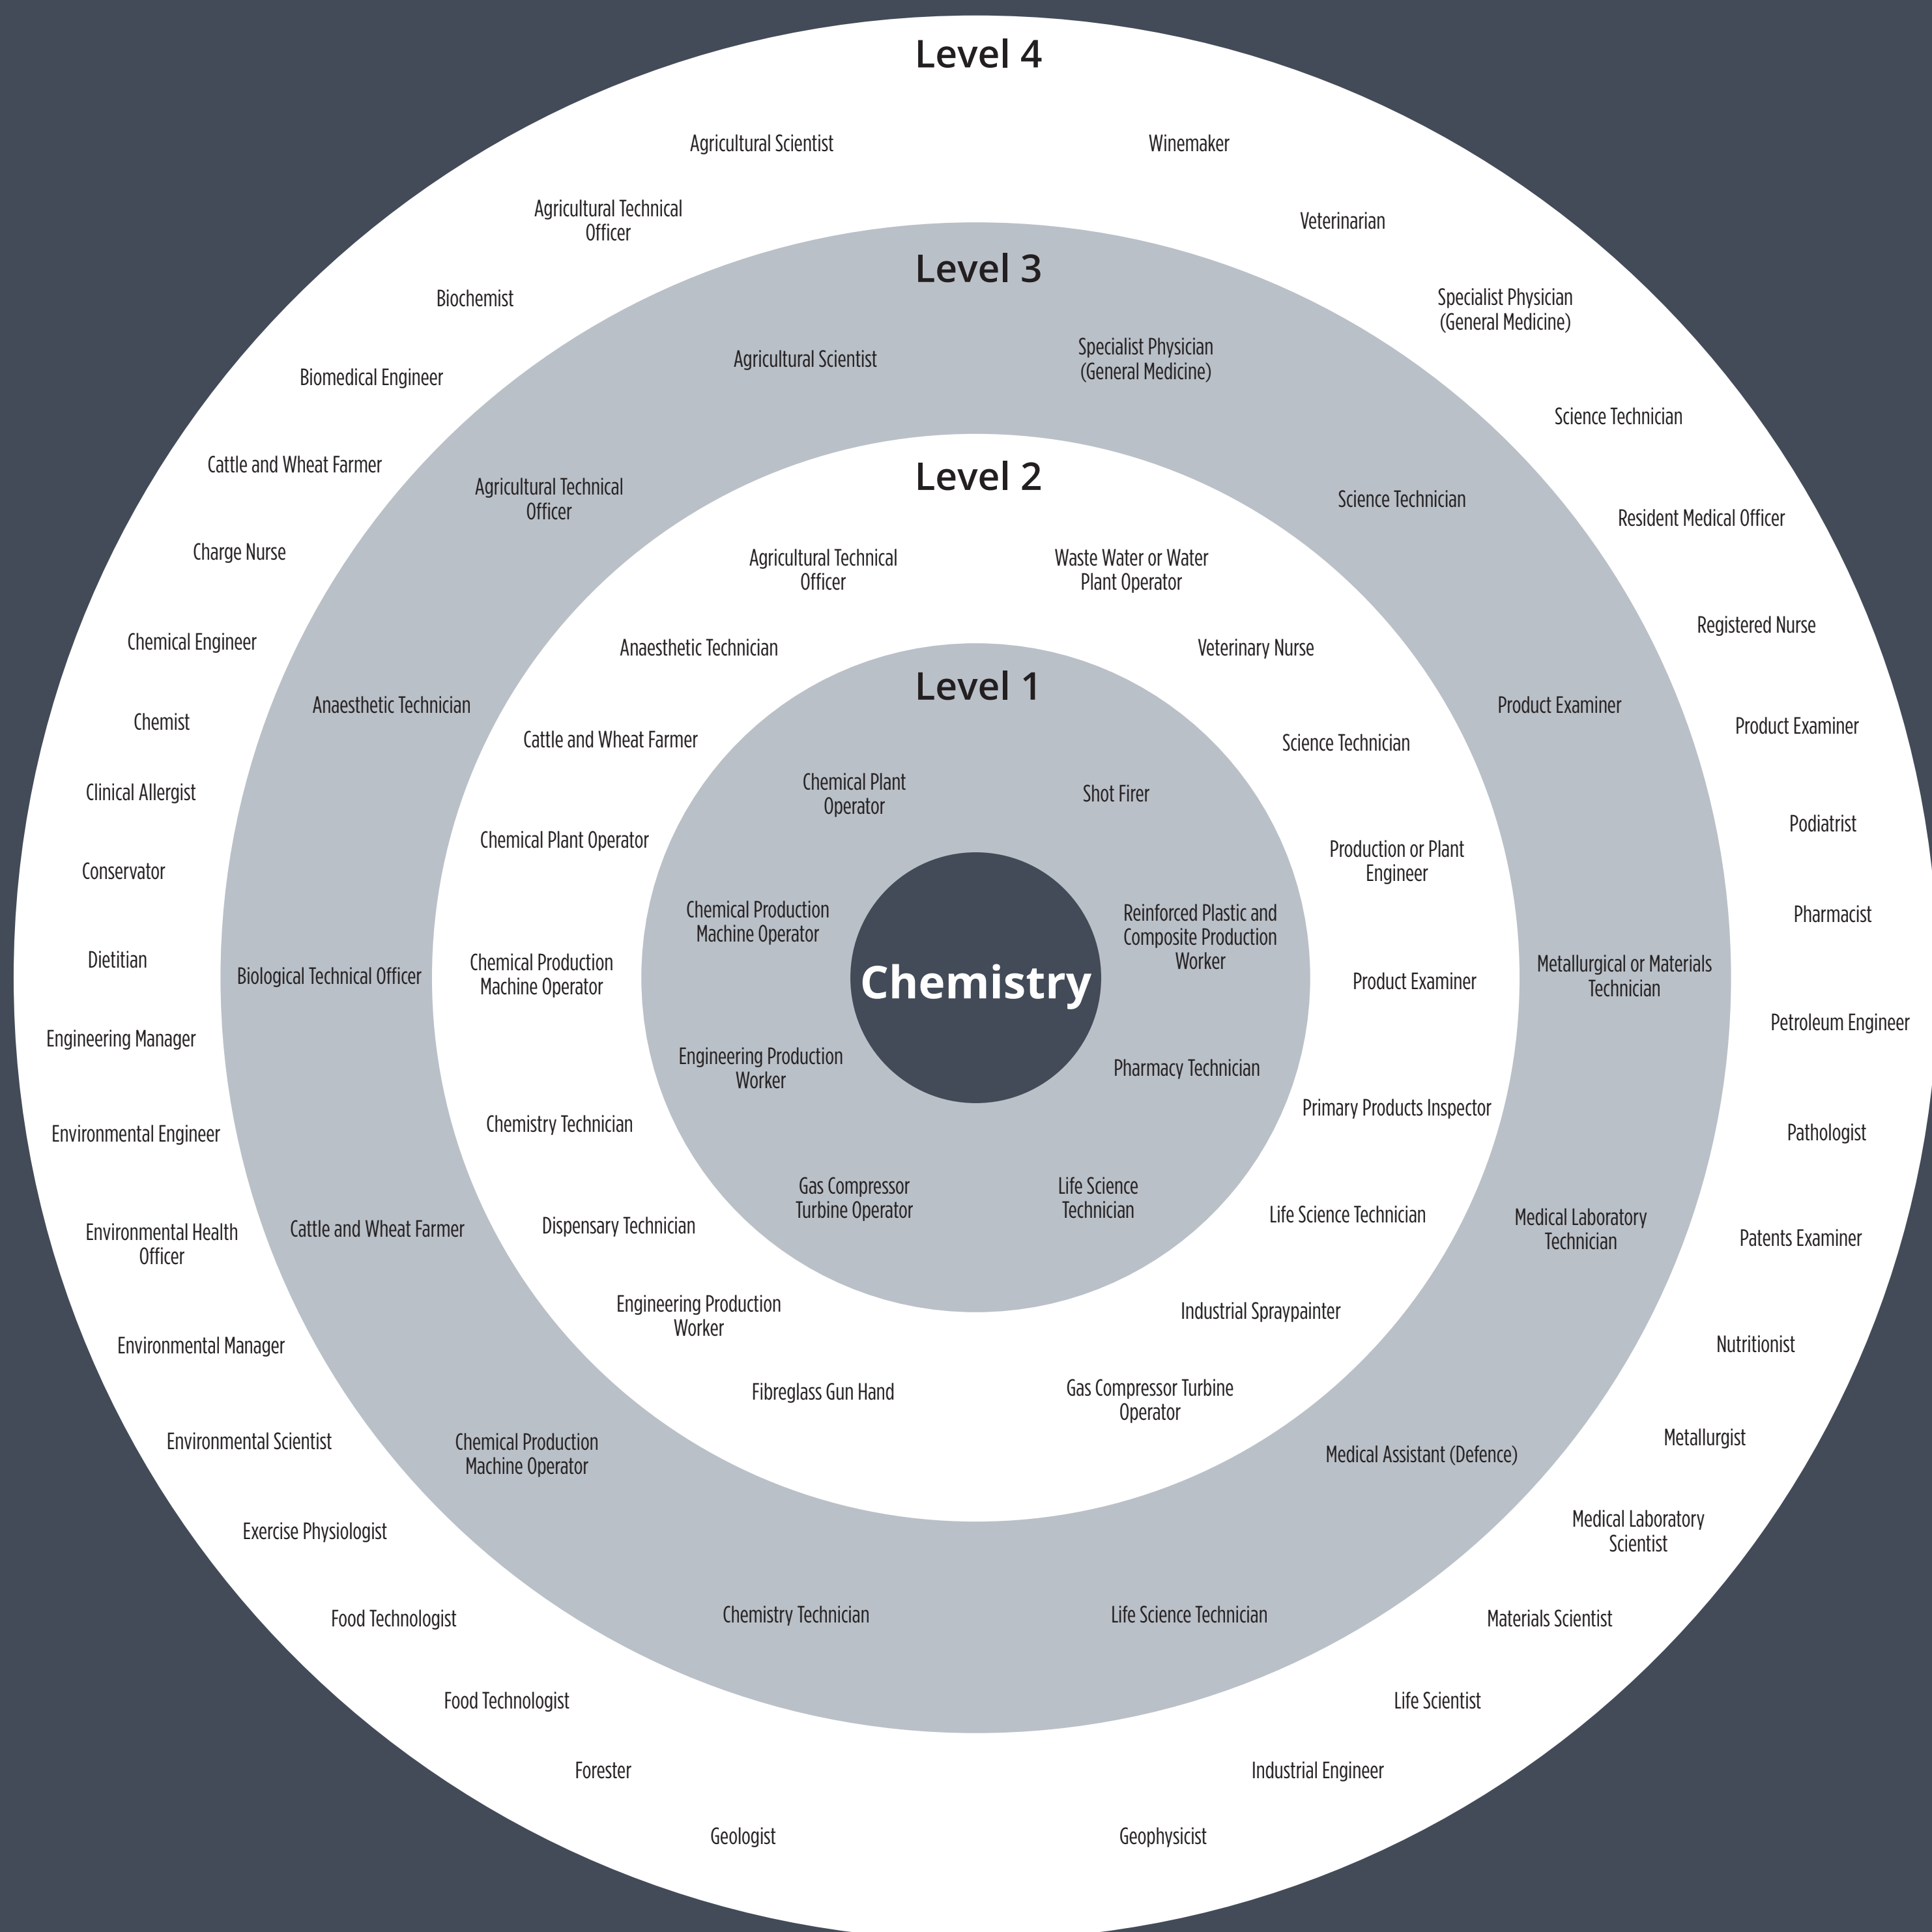 Level 4
Agricultural Scientist
Winemaker
Agricultural Technical
Officer
Veterinarian
Biochemist
Specialist Physician
(General Medicine)
Biomedical Engineer
Science Technician
Cattle and Wheat Farmer
Resident Medical Officer
Charge Nurse
Registered Nurse
Chemical Engineer
Product Examiner
Chemist
Clinical Allergist
Podiatrist
Conservator
Pharmacist
Dietitian
Petroleum Engineer
Engineering Manager
Pathologist
Environmental Engineer
Patents Examiner
Environmental Health
Officer
Nutritionist
Environmental Manager
Metallurgist
Environmental Scientist
Medical Laboratory
Scientist
Exercise Physiologist
Materials Scientist
Food Technologist
Life Scientist
Food Technologist
Industrial Engineer
Forester
Geophysicist
Geologist
Level 3
Specialist Physician
(General Medicine)
Agricultural Scientist
Agricultural Technical
Officer
Science Technician
Anaesthetic Technician
Product Examiner
Biological Technical Officer
Metallurgical or Materials
Technician
Cattle and Wheat Farmer
Medical Laboratory
Technician
Chemical Production
Machine Operator
Medical Assistant (Defence)
Chemistry Technician
Life Science Technician
Level 2
Agricultural Technical
Officer
Waste Water or Water
Plant Operator
Anaesthetic Technician
Veterinary Nurse
Cattle and Wheat Farmer
Science Technician
Chemical Plant Operator
Production or Plant
Engineer
Chemical Production
Machine Operator
Product Examiner
Chemistry Technician
Primary Products Inspector
Dispensary Technician
Life Science Technician
Engineering Production
Worker
Industrial Spraypainter
Fibreglass Gun Hand
Gas Compressor Turbine
Operator
Level 1
Chemical Plant
Operator
Shot Firer
Chemical Production
Machine Operator
Reinforced Plastic and
Composite Production
Worker
Engineering Production
Worker
Pharmacy Technician
Gas Compressor
Turbine Operator
Life Science
Technician
Chemistry